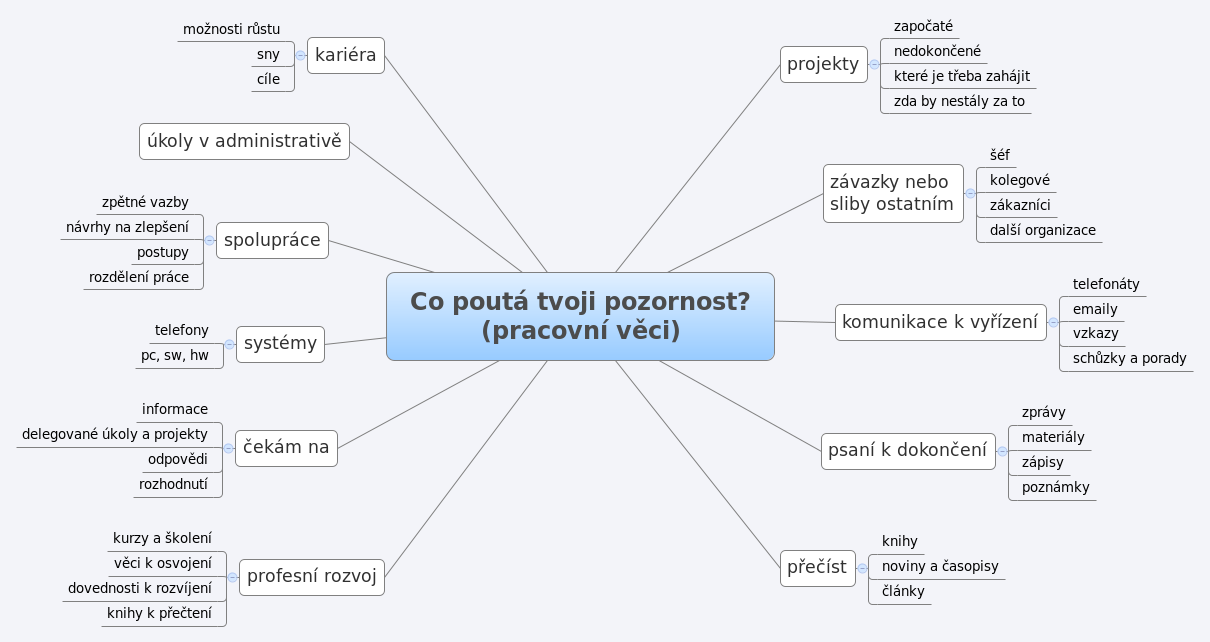 Co poutá tvoji pozornost?
(pracovní věci)
projekty
započaté
nedokončené
které je třeba zahájit
zda by nestály za to
závazky nebo
sliby ostatním
šéf
kolegové
zákazníci
další organizace
komunikace k vyřízení
telefonáty
emaily
vzkazy
schůzky a porady
psaní k dokončení
zprávy
materiály
zápisy
poznámky
přečíst
knihy
noviny a časopisy
články
kariéra
možnosti růstu
sny
cíle
úkoly v administrativě
spolupráce
zpětné vazby
návrhy na zlepšení
postupy
rozdělení práce
systémy
telefony
pc, sw, hw
čekám na
informace
delegované úkoly a projekty
odpovědi
rozhodnutí
profesní rozvoj
kurzy a školení
věci k osvojení
dovednosti k rozvíjení
knihy k přečtení